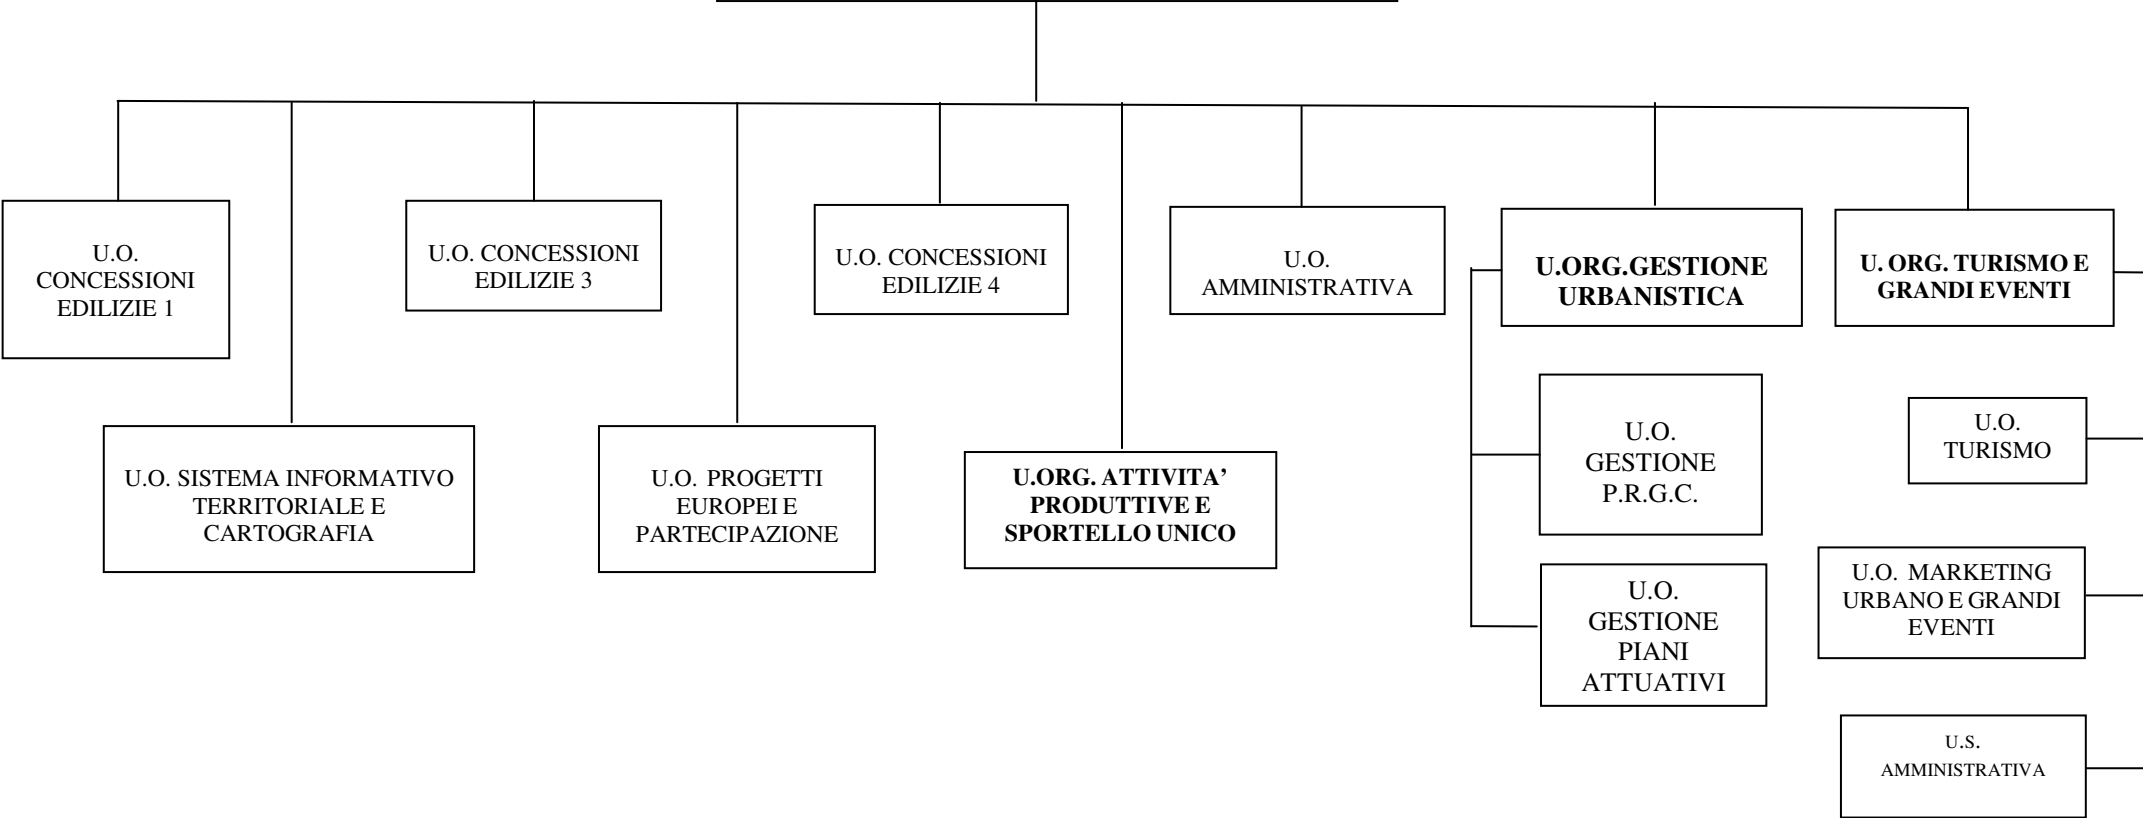 U.O.
CONCESSIONI
EDILIZIE 1
U.O. CONCESSIONI
EDILIZIE 3
U.O. CONCESSIONI
EDILIZIE 4
U.O.
AMMINISTRATIVA
U.ORG.GESTIONE
URBANISTICA
U. ORG. TURISMO E
GRANDI EVENTI
U.O. SISTEMA INFORMATIVO
TERRITORIALE E
CARTOGRAFIA
U.O. PROGETTI
EUROPEI E
PARTECIPAZIONE
U.ORG. ATTIVITA’
PRODUTTIVE E
SPORTELLO UNICO
U.O.
GESTIONE
P.R.G.C.
U.O.
TURISMO
U.O.
GESTIONE
PIANI
ATTUATIVI
U.O. MARKETING
URBANO E GRANDI
EVENTI
U.S.
AMMINISTRATIVA